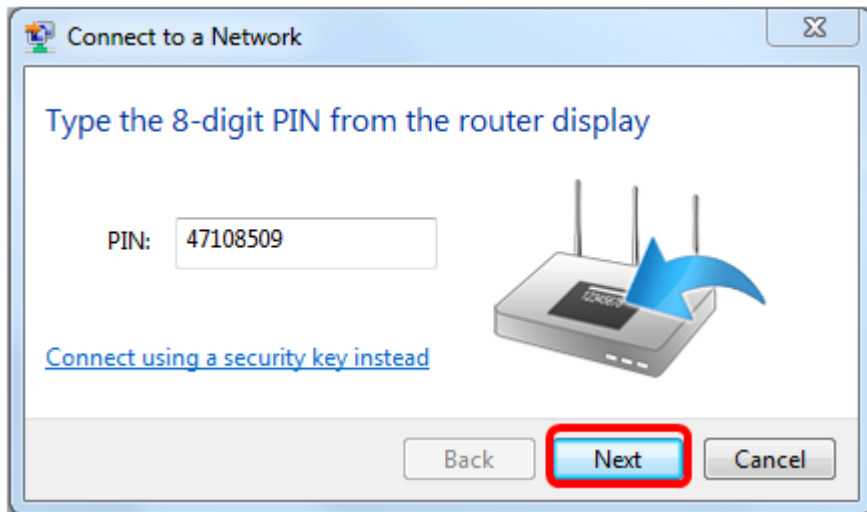 Connect to a Network
Type the 8-digit PIN from the router display
PIN: 47108509
12345678
Connect using a security key instead
Back Next Cancel